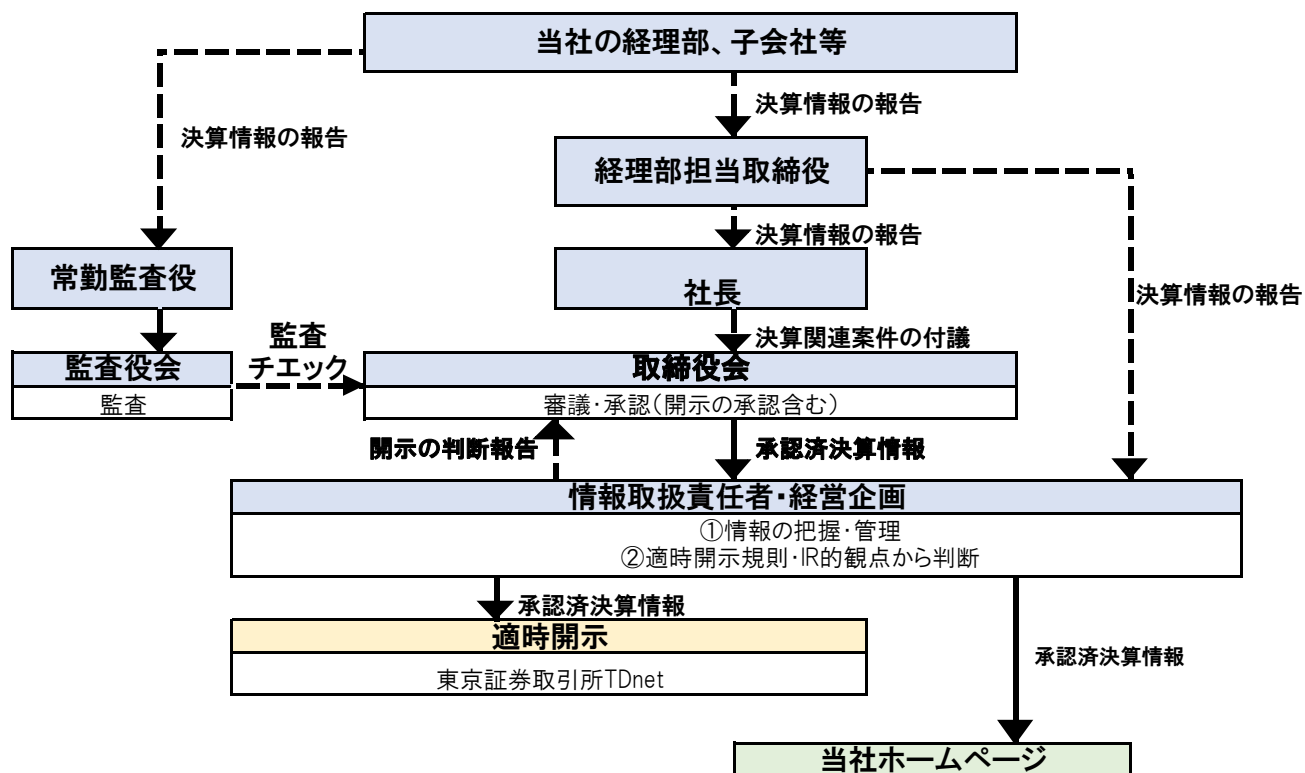 当社の経理部、子会社等
決算情報の報告
決算情報の報告
経理部担当取締役
決算情報の報告
常勤監査役
社長
決算情報の報告
監査
チェック
決算関連案件の付議
監査役会
監査
取締役会
審議・承認（開示の承認含む）
開示の判断報告
承認済決算情報
情報取扱責任者・経営企画
①情報の把握・管理
②適時開示規則・IR的観点から判断
承認済決算情報
適時開示
東京証券取引所TDnet
承認済決算情報
当社ホームページ